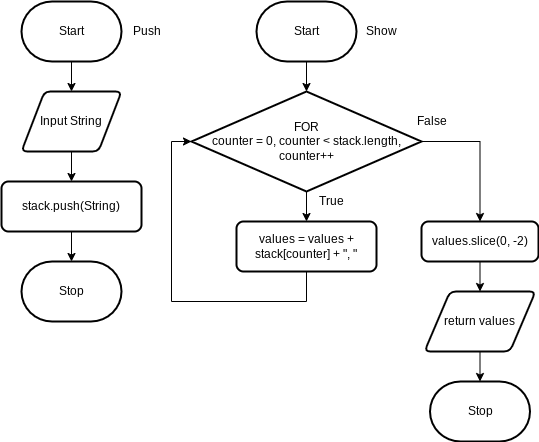 Start
Push
Input String
stack.push(String)
Stop
Start
Show
FOR
counter = 0, counter < stack.length,
counter++
False
True
values = values +
stack[counter] + ", "
values.slice(0, -2)
return values
Stop